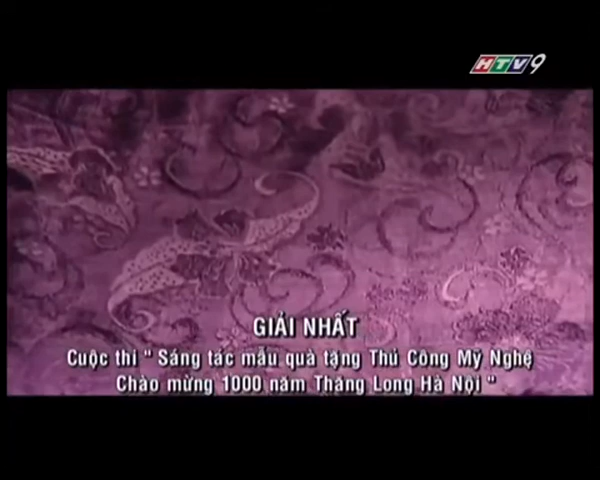 HTV9
GIẢI NHẤT
Cuộc thi " Sáng tác mẫu quà tặng Thủ Công Mỹ Nghệ
Chào mừng 1000 năm Thăng Long Hà Nội "